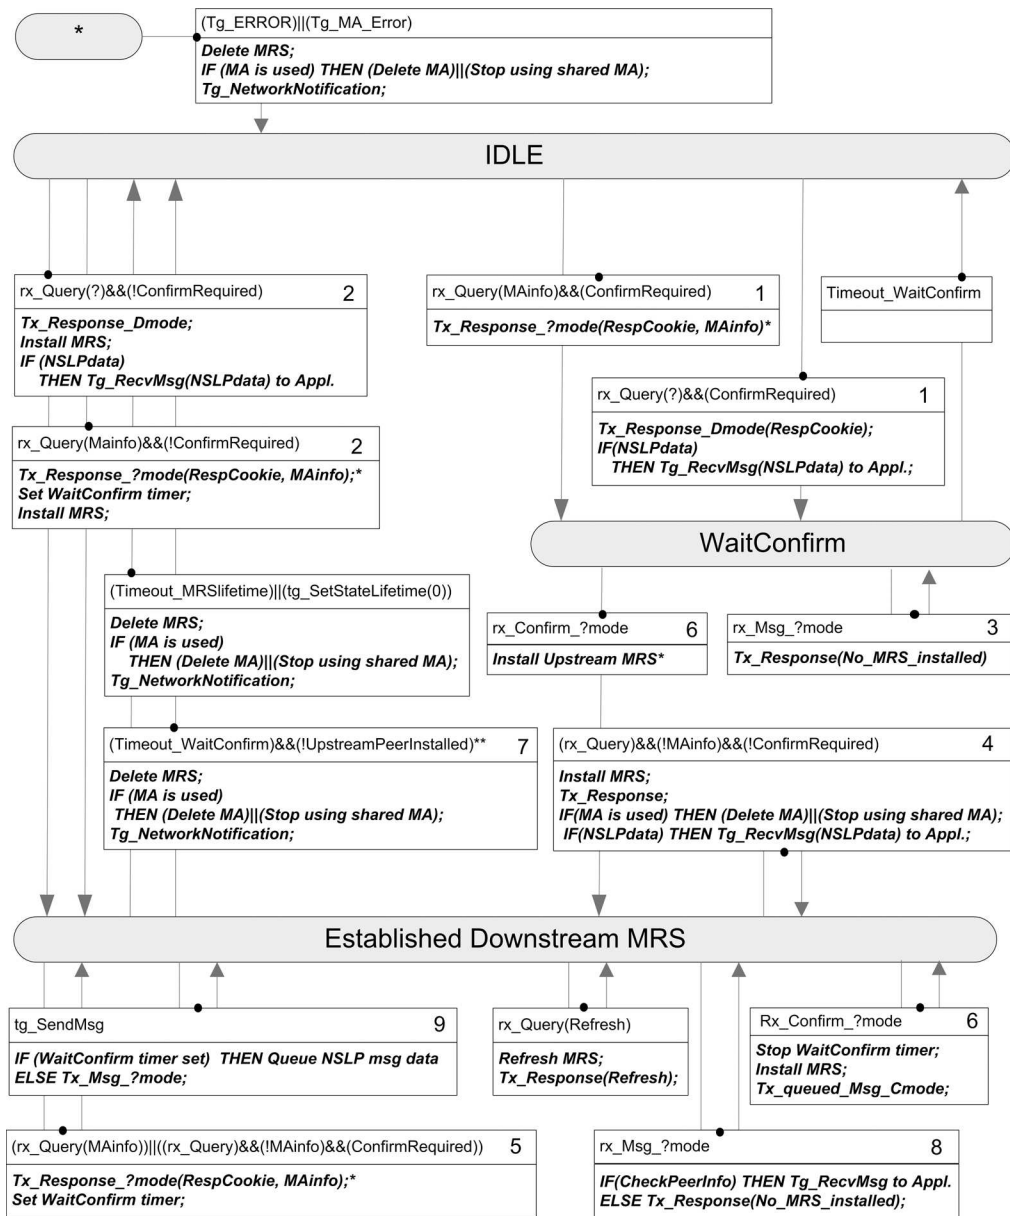 *
(Tg_ERROR)||(Tg_MA_Error)
Delete MRS;
IF (MA is used) THEN (Delete MA)||(Stop using shared MA);
Tg_NetworkNotification;
IDLE
rx_Query(?)&&(!ConfirmRequired) 2
Tx_Response_Dmode;
Install MRS;
IF (NSLPdata)
THEN Tg_RecvMsg(NSLPdata) to Appl.
rx_Query(MAinfo)&&(ConfirmRequired) 1
Tx_Response_?mode(RespCookie, MAinfo)*
Timeout_WaitConfirm
rx_Query(?)&&(ConfirmRequired) 1
Tx_Response_Dmode(RespCookie);
IF(NSLPdata)
THEN Tg_RecvMsg(NSLPdata) to Appl.;
rx_Query(Mainfo)&&(!ConfirmRequired) 2
Tx_Response_?mode(RespCookie, MAinfo);*
Set WaitConfirm timer;
Install MRS;
WaitConfirm
(Timeout_MRSlifetime)||(tg_SetStateLifetime(0))
Delete MRS;
IF (MA is used)
THEN (Delete MA)||(Stop using shared MA);
Tg_NetworkNotification;
rx_Confirm_?mode 6
Install Upstream MRS*
rx_Msg_?mode 3
Tx_Response(No_MRS_installed)
(Timeout_WaitConfirm)&&(!UpstreamPeerInstalled)** 7
Delete MRS;
IF (MA is used)
THEN (Delete MA)||(Stop using shared MA);
Tg_NetworkNotification;
(rx_Query)&&(!MAinfo)&&(!ConfirmRequired) 4
Install MRS;
Tx_Response;
IF(MA is used) THEN (Delete MA)||(Stop using shared MA);
IF(NSLPdata) THEN Tg_RecvMsg(NSLPdata) to Appl.;
Established Downstream MRS
tg_SendMsg 9
IF (WaitConfirm timer set) THEN Queue NSLP msg data
ELSE Tx_Msg_?mode;
rx_Query(Refresh)
Refresh MRS;
Tx_Response(Refresh);
Rx_Confirm_?mode 6
Stop WaitConfirm timer;
Install MRS;
Tx_queued_Msg_Cmode;
(rx_Query(MAinfo))||((rx_Query)&&(!MAinfo)&&(ConfirmRequired)) 5
Tx_Response_?mode(RespCookie, MAinfo);*
Set WaitConfirm timer;
rx_Msg_?mode 8
IF(CheckPeerInfo) THEN Tg_RecvMsg to Appl.
ELSE Tx_Response(No_MRS_installed);